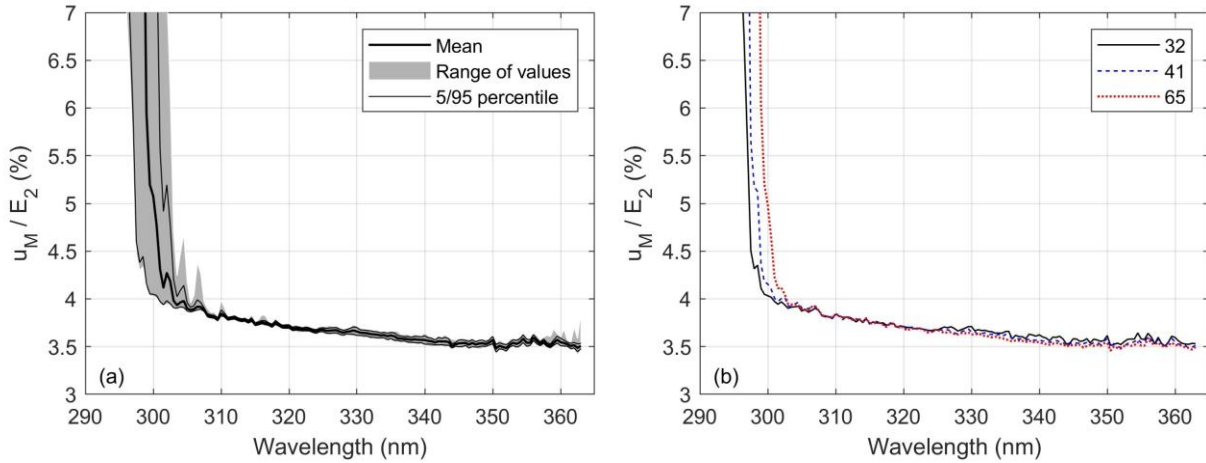 7
6.5
6
5.5
5
4.5
4
3.5
3
u_M / E_2 (%)
Mean
Range of values
5/95 percentile
(a)
290 300 310 320 330 340 350 360
Wavelength (nm)
7
6.5
6
5.5
5
4.5
4
3.5
3
u_M / E_2 (%)
32
41
65
(b)
290 300 310 320 330 340 350 360
Wavelength (nm)